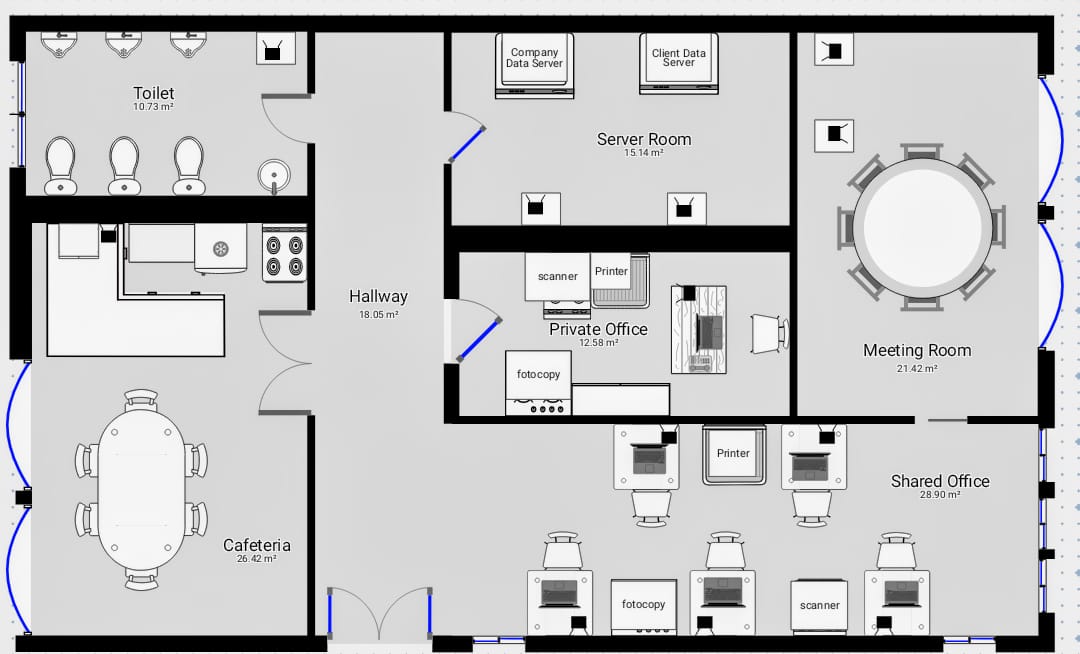 Company
Data Server
Client Data
Server
Toilet
10.73 m²
Server Room
15.14 m²
scanner
Printer
Hallway
18.05 m²
Private Office
12.58 m²
Meeting Room
21.42 m²
fotocopy
Printer
Shared Office
28.90 m²
Cafeteria
26.42 m²
fotocopy
scanner